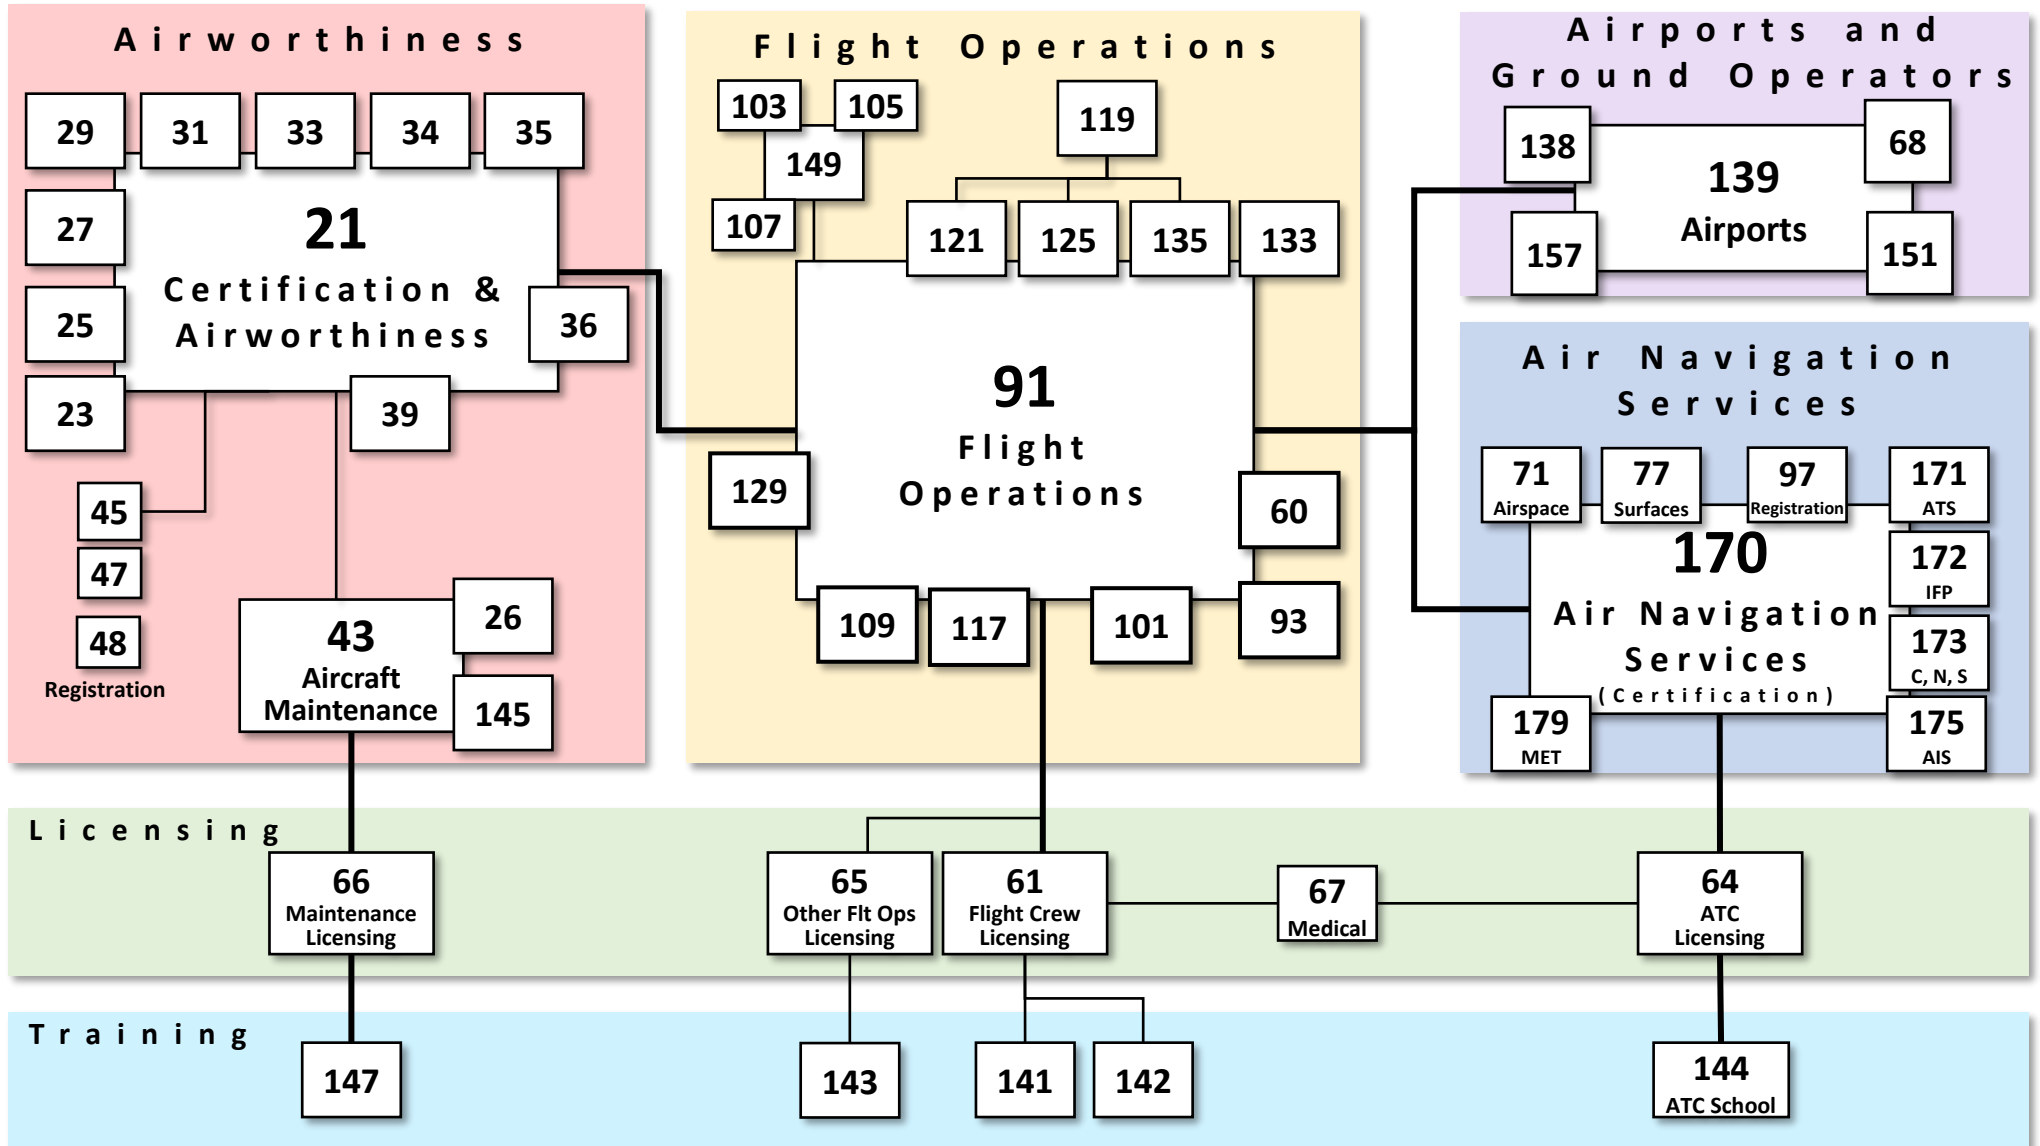 Airworthiness
29
31
33
34
35
27
21
Certification &
Airworthiness
25
36
23
39
45
47
48
Registration
43
Aircraft
Maintenance
26
145
Flight Operations
103
105
149
107
119
121
125
135
133
91
Flight
Operations
129
60
109
117
101
93
Airports and
Ground Operators
138
68
139
Airports
157
151
Air Navigation
Services
71
Airspace
77
Surfaces
97
Registration
171
ATS
170
Air Navigation
Services
(Certification)
172
IFP
173
C, N, S
179
MET
175
AIS
Licensing
66
Maintenance
Licensing
65
Other Flt Ops
Licensing
61
Flight Crew
Licensing
67
Medical
64
ATC
Licensing
Training
147
143
141
142
144
ATC School